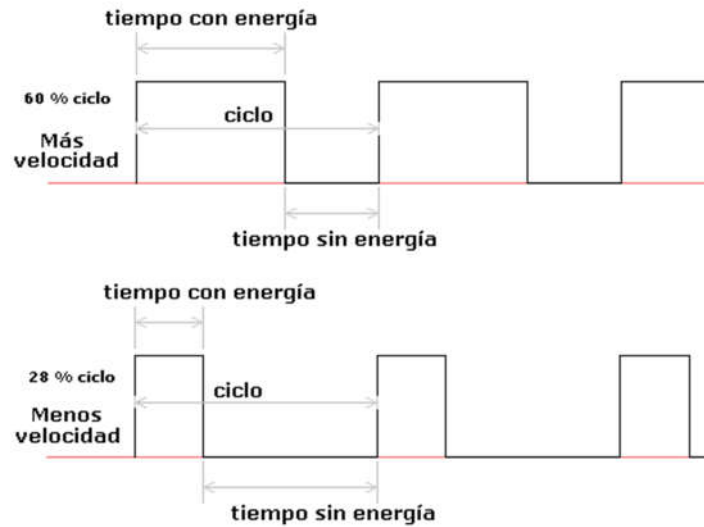 tiempo con energía
60 % ciclo
ciclo
Más
velocidad
tiempo sin energía
tiempo con energía
28 % ciclo
ciclo
Menos
velocidad
tiempo sin energía